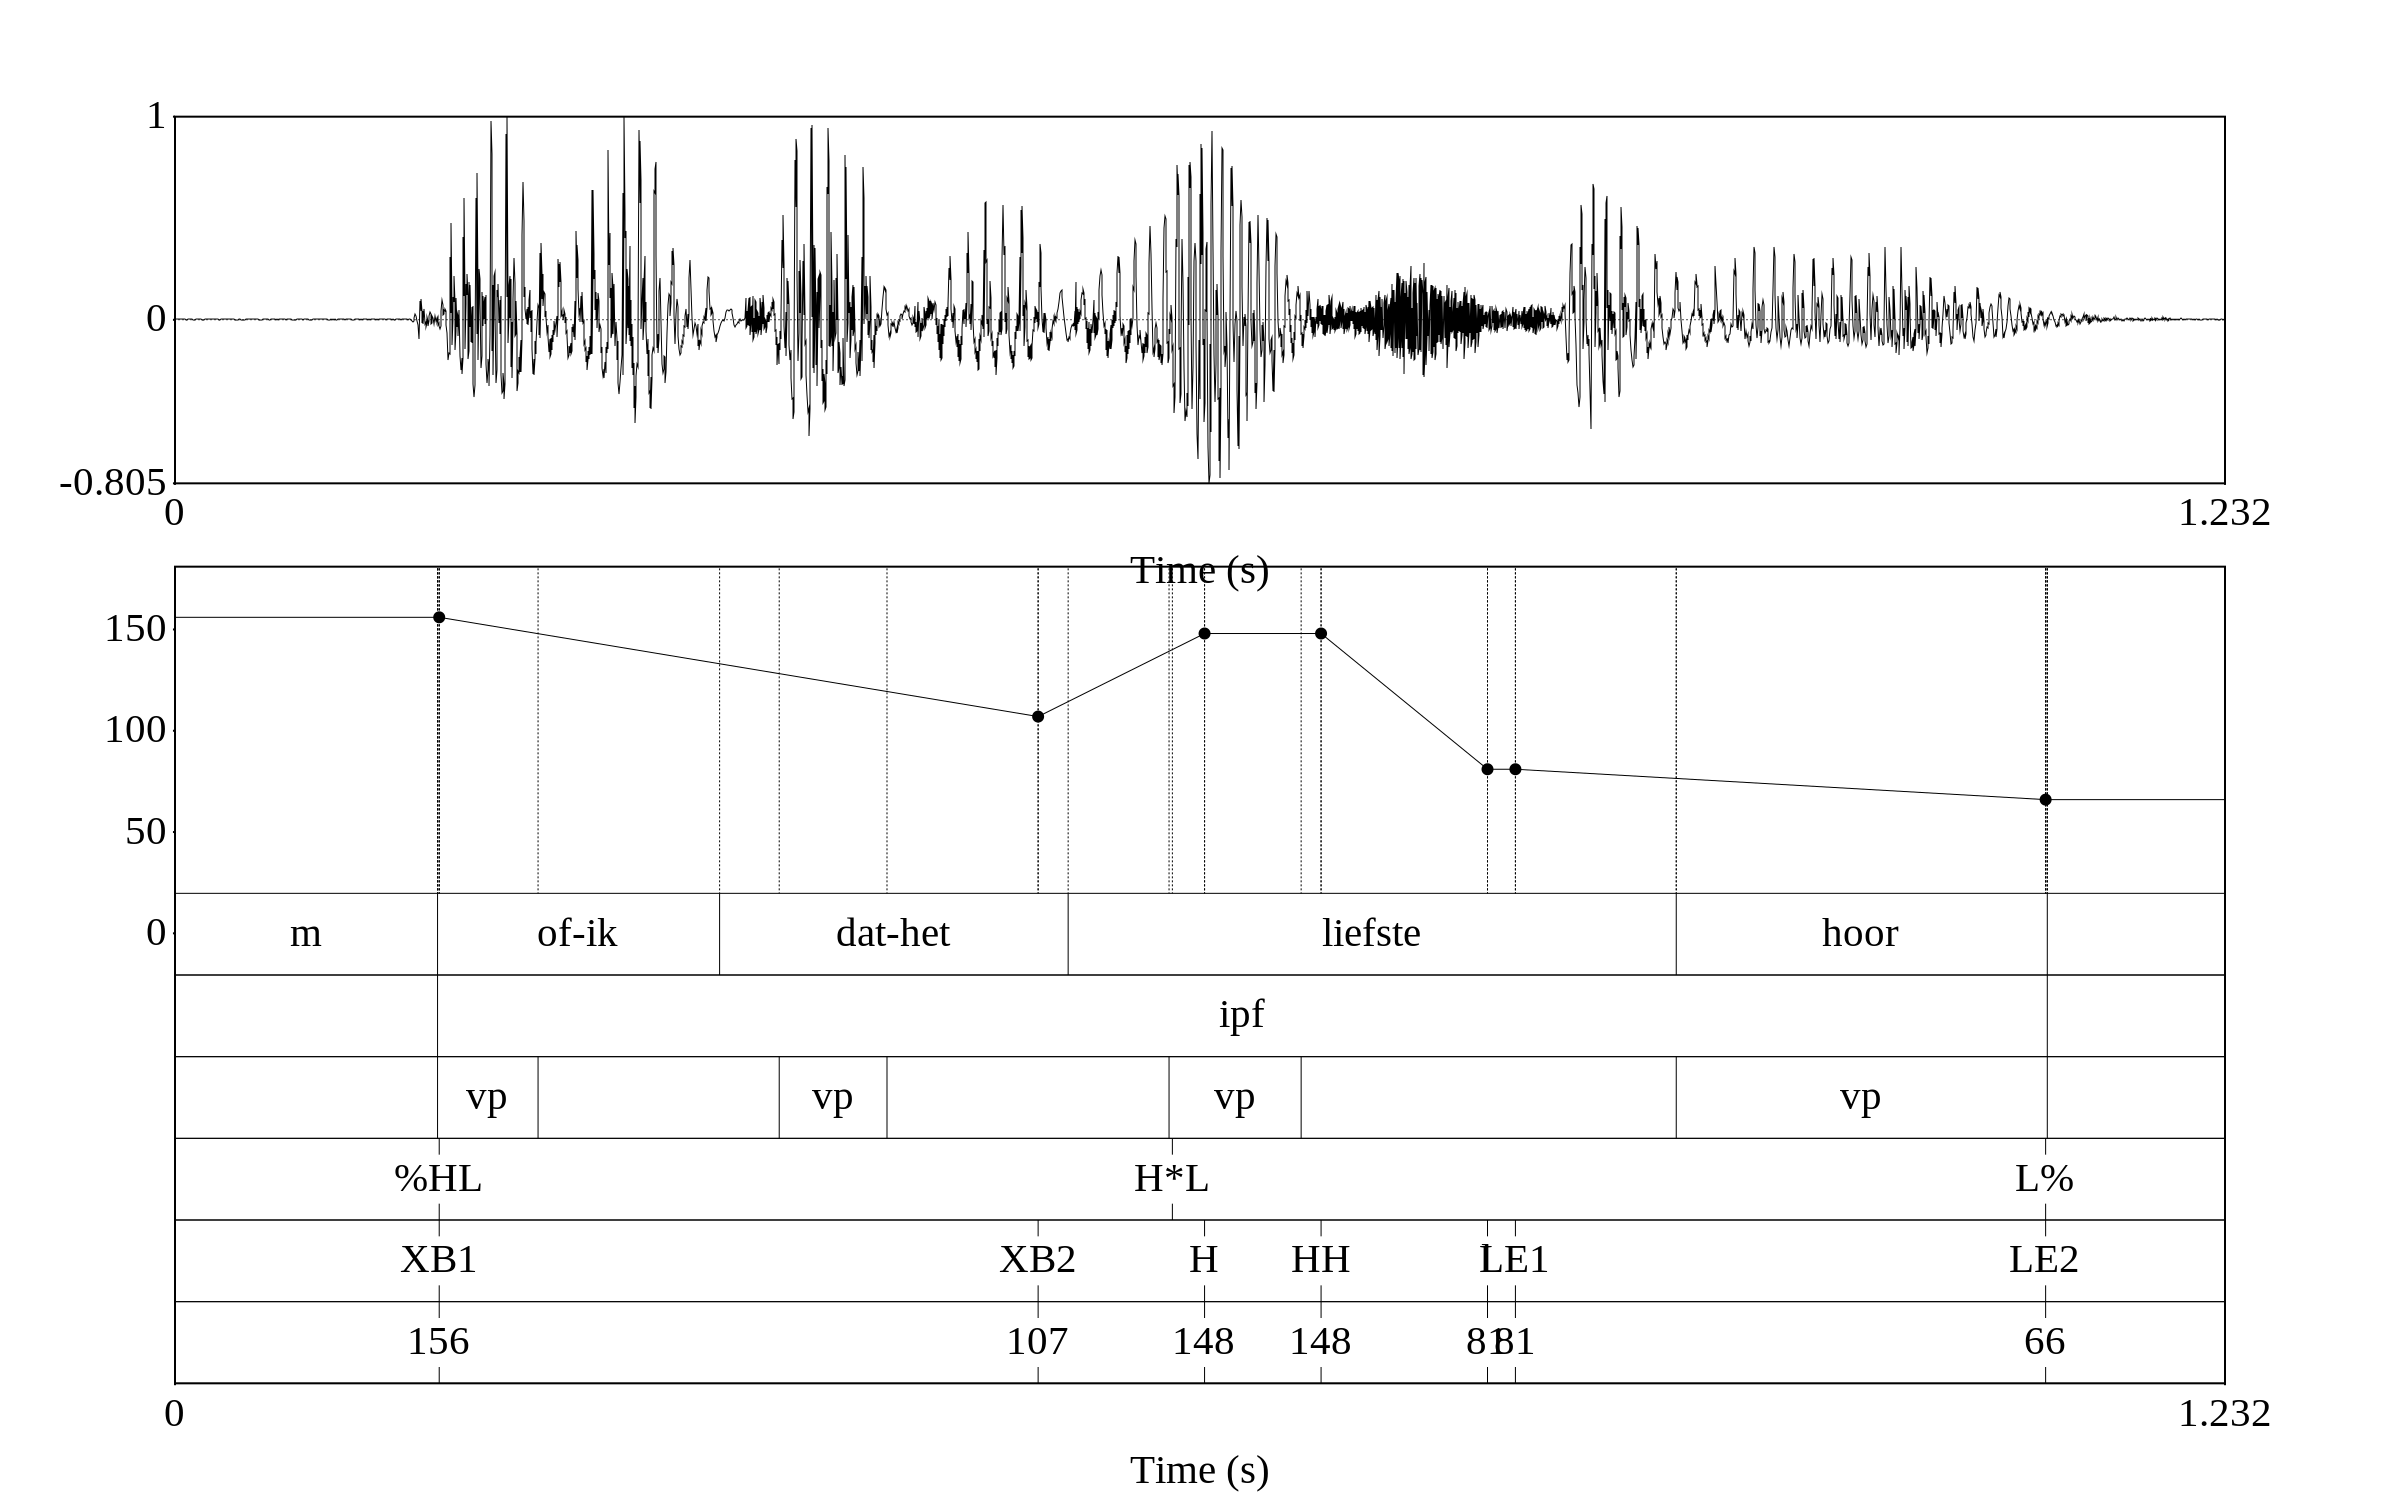 1
0
-0.805
0 1.232
Time (s)
150
100
50
0
m of-ik dat-het liefste hoor
ipf
vp vp vp vp
%HL H*L L%
XB1 XB2 H HH LE1 LE2
156 107 148 148 81 81 66
0 1.232
Time (s)